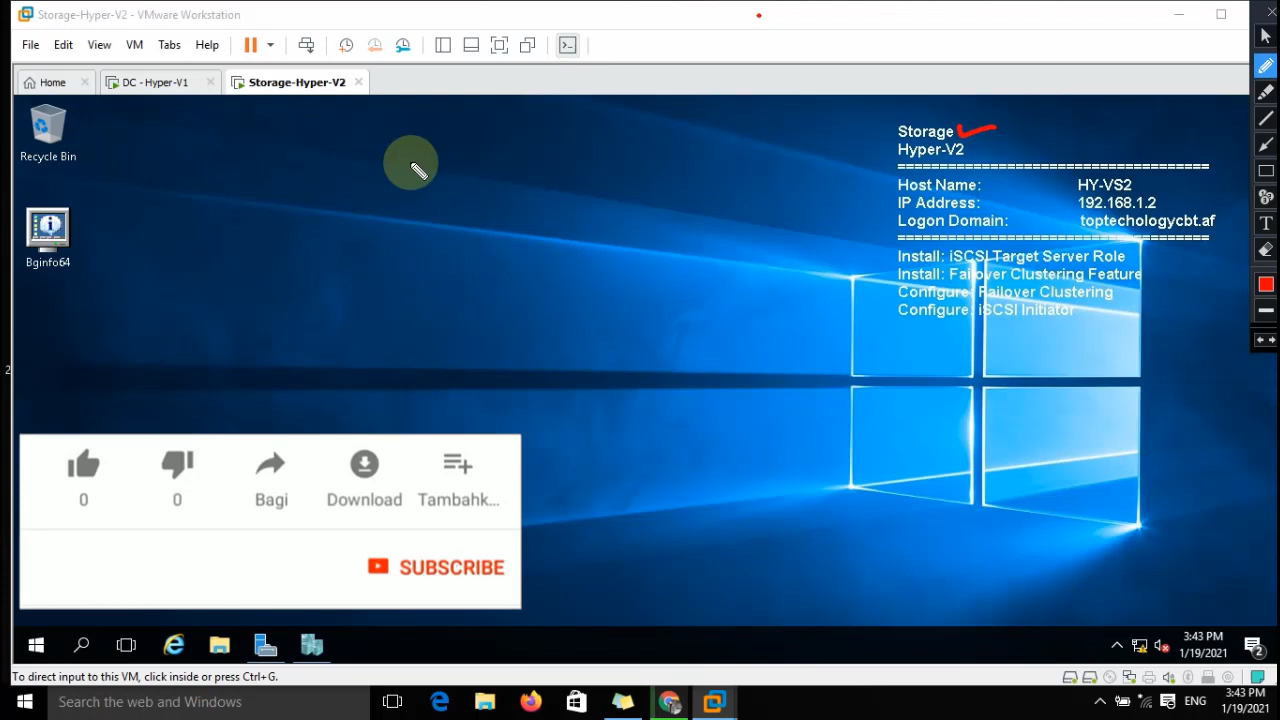 Storage-Hyper-V2 - VMware Workstation
File Edit View VM Tabs Help
Home DC - Hyper-V1 Storage-Hyper-V2
Recycle Bin
Bginfo64
Storage
Hyper-V2
===================================
Host Name: HY-VS2
IP Address: 192.168.1.2
Logon Domain: toptechologycbt.af
===================================
Install: iSCSI Target Server Role
Install: Failover Clustering Feature
Configure: Failover Clustering
Configure: iSCSI Initiator
2
0 0 Bagi Download Tambahk...
SUBSCRIBE
3:43 PM
1/19/2021
2
To direct input to this VM, click inside or press Ctrl+G.
Search the web and Windows
ENG
3:43 PM
1/19/2021